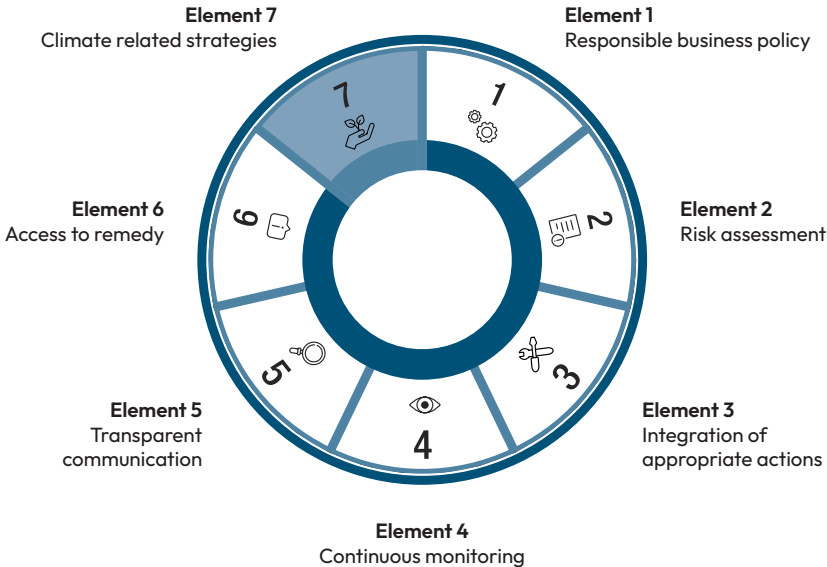 Element 7
Climate related strategies
Element 1
Responsible business policy
7
1
Element 6
Access to remedy
6
2
Element 2
Risk assessment
5
3
Element 5
Transparent
communication
4
Element 3
Integration of
appropriate actions
Element 4
Continuous monitoring